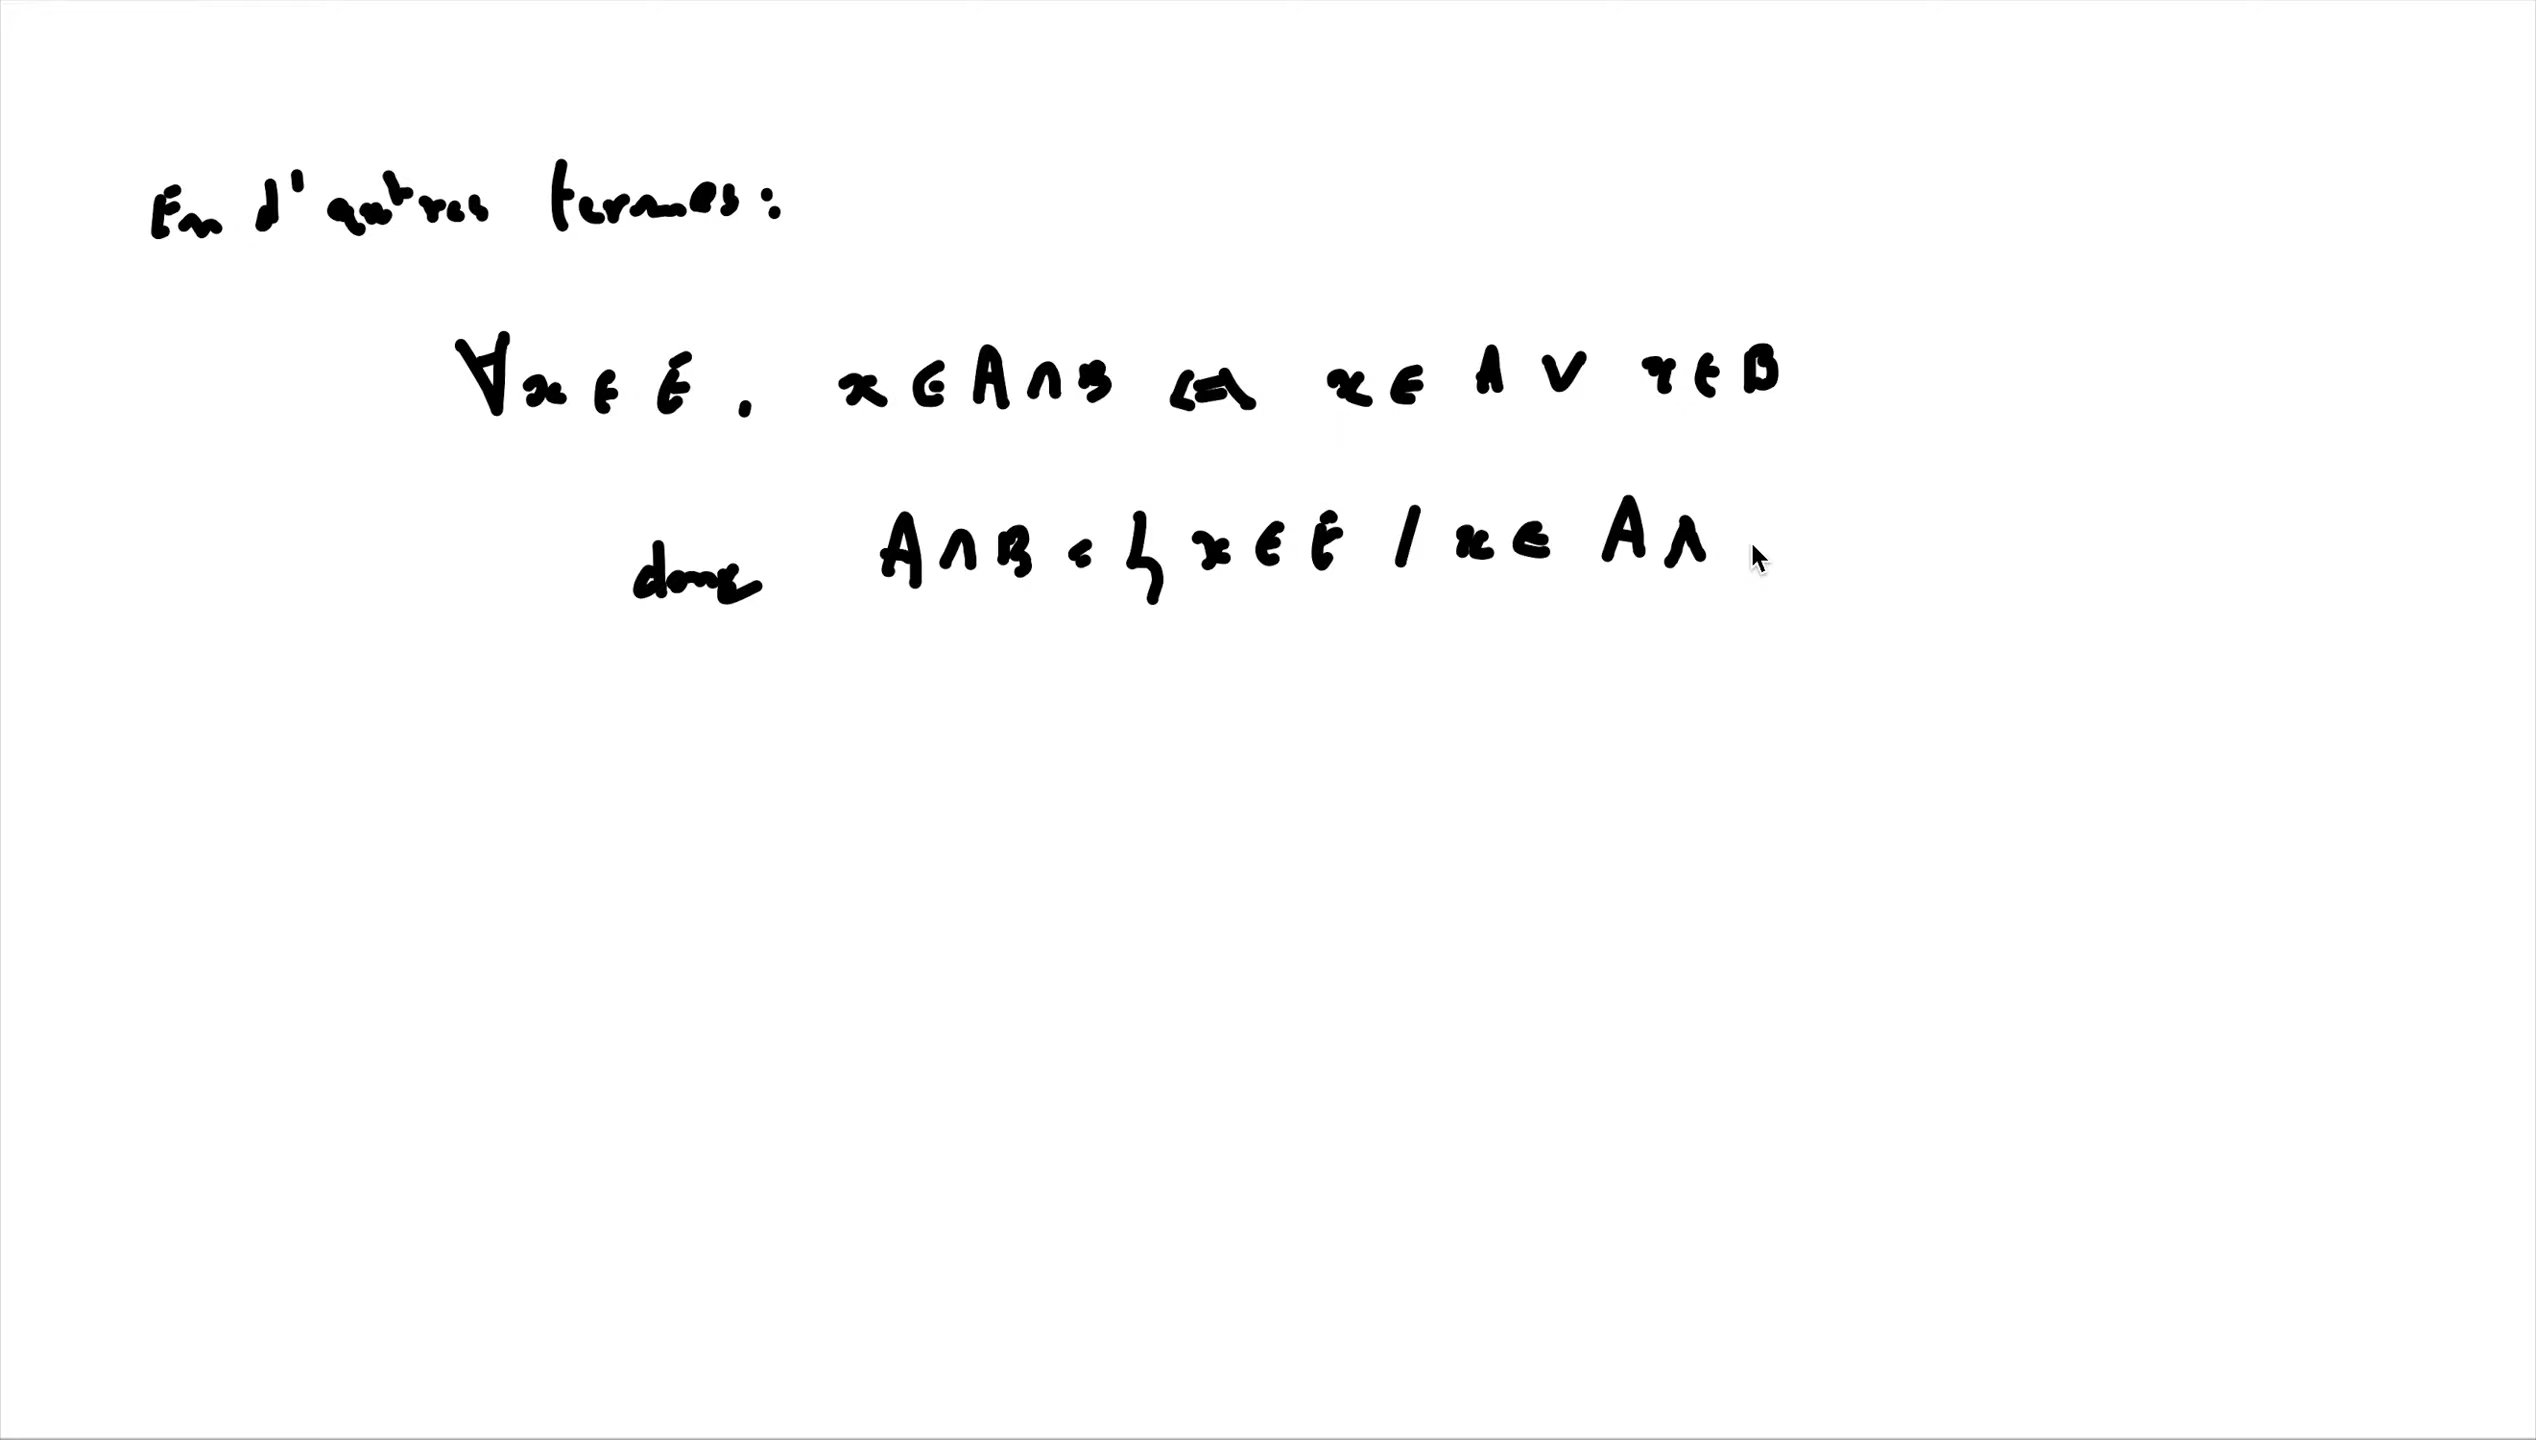 En d'autres termes:
∀x ∈ E, x ∈ A ∩ B ⇔ x ∈ A ∨ x ∈ B
donc A ∩ B = { x ∈ E / x ∈ A ∧